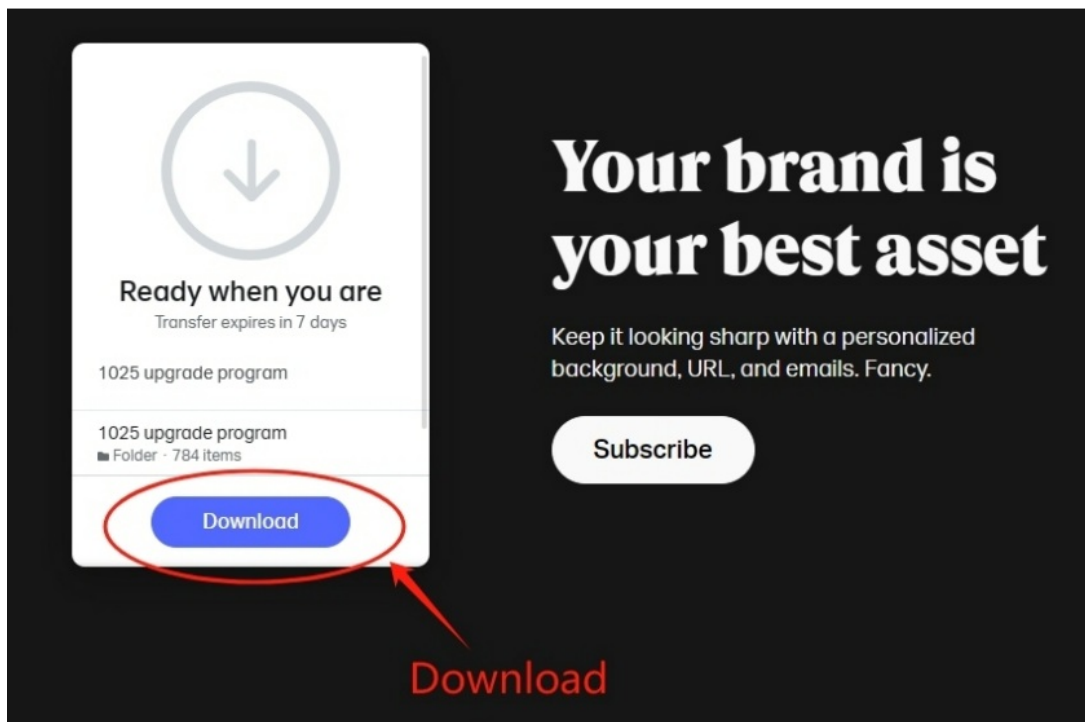 Ready when you are
Transfer expires in 7 days
1025 upgrade program
1025 upgrade program
Folder · 784 items
Download
Your brand is
your best asset
Keep it looking sharp with a personalized
background, URL, and emails. Fancy.
Subscribe
Download